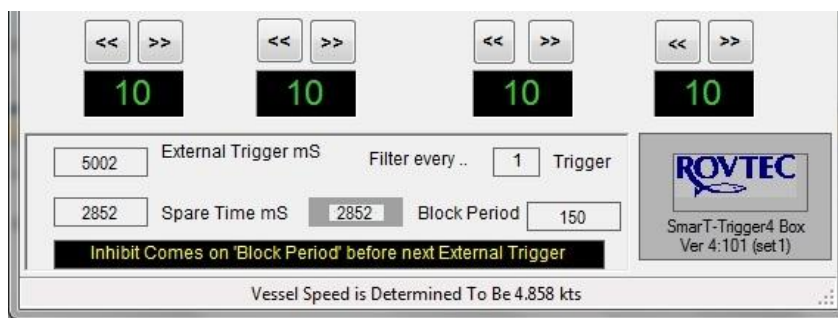 << >> << >> << >> << >>
10 10 10 10
5002 External Trigger mS Filter every .. 1 Trigger
2852 Spare Time mS 2852 Block Period 150
Inhibit Comes on 'Block Period' before next External Trigger
ROVTEC
SmarT-Trigger4 Box
Ver 4:101 (set1)
Vessel Speed is Determined To Be 4.858 kts